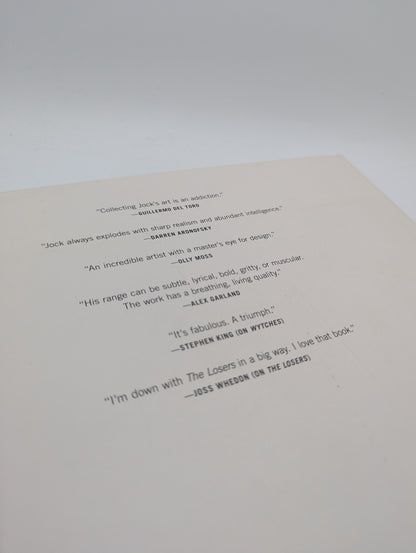 “Collecting Jock’s art is an addiction.”
—GUILLERMO DEL TORO
“Jock always explodes with sharp realism and abundant intelligence.”
—DARREN ARONOFSKY
“An incredible artist with a master’s eye for design.”
—OLLY MOSS
“His range can be subtle, lyrical, bold, gritty, or muscular.
The work has a breathing, living quality.”
—ALEX GARLAND
“It’s fabulous. A triumph.”
—STEPHEN KING (ON WYTCHES)
“I’m down with The Losers in a big way. I love that book.”
—JOSS WHEDON (ON THE LOSERS)